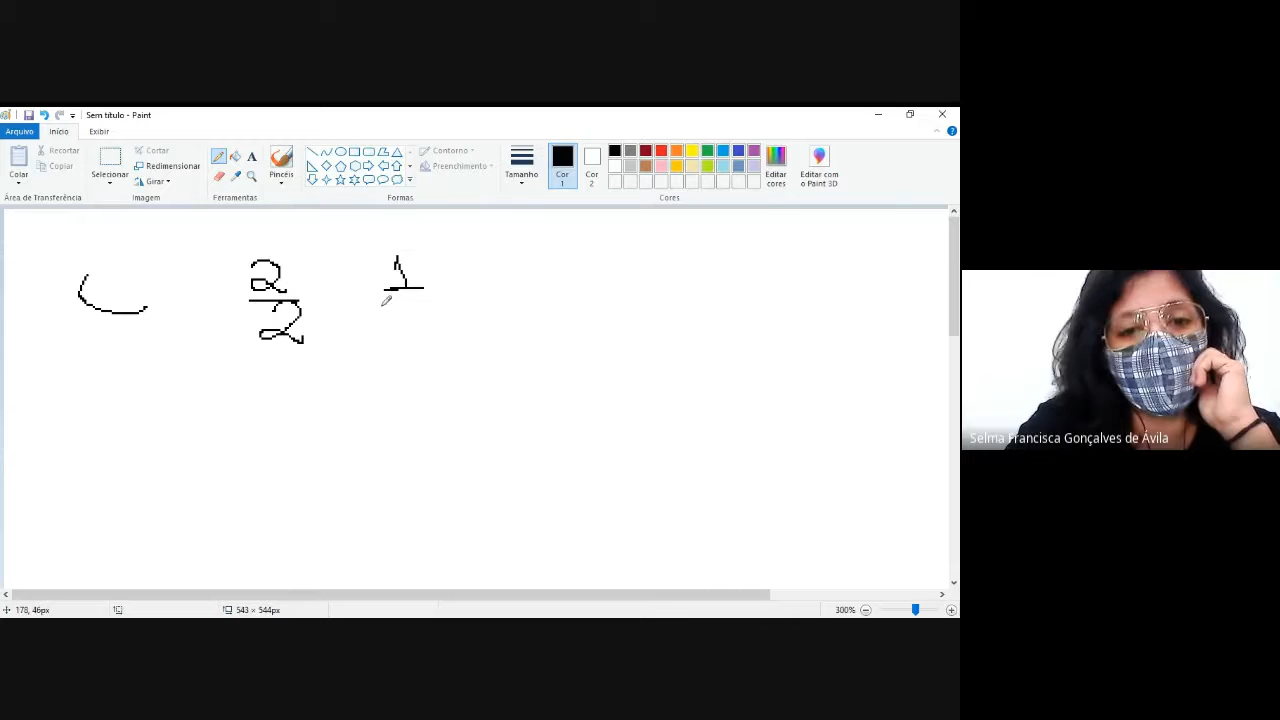 Sem título - Paint
Arquivo Início Exibir
Colar
Recortar
Copiar
Área de Transferência
Selecionar
Cortar
Redimensionar
Girar
Imagem
A
Ferramentas
Pincéis
Contorno
Preenchimento
Formas
Tamanho
Cor 1
Cor 2
Editar cores
Editar com o Paint 3D
Cores
2
2
1
Selma Francisca Gonçalves de Ávila
178, 46px
543 × 544px
300%